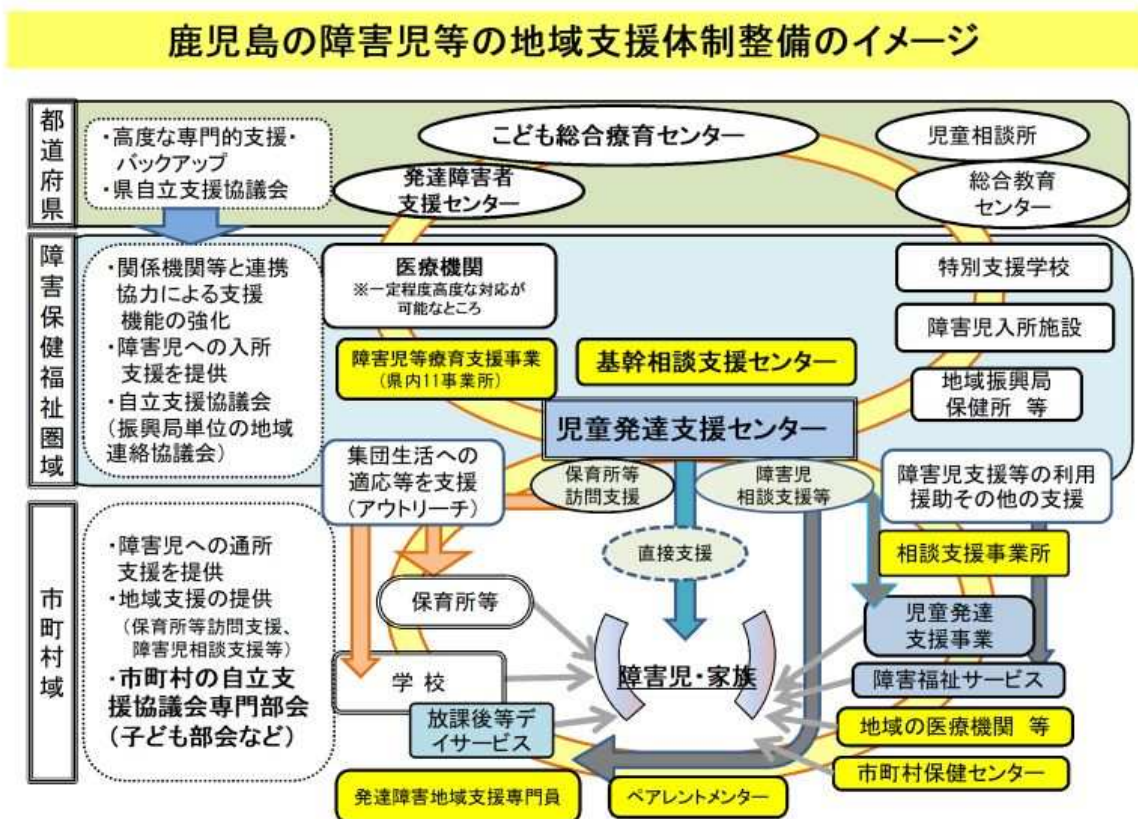 鹿児島の障害児等の地域支援体制整備のイメージ
都道府県
・高度な専門的支援・
バックアップ
・県自立支援協議会
こども総合療育センター
発達障害者
支援センター
児童相談所
総合教育
センター
障害保健福祉圏域
・関係機関等と連携
協力による支援
機能の強化
・障害児への入所
支援を提供
・自立支援協議会
(振興局単位の地域
連絡協議会)
医療機関
※一定程度高度な対応が
可能なところ
障害児等療育支援事業
(県内11事業所)
基幹相談支援センター
特別支援学校
障害児入所施設
地域振興局
保健所 等
児童発達支援センター
集団生活への
適応等を支援
(アウトリーチ)
保育所等
訪問支援
障害児
相談支援等
障害児支援等の利用
援助その他の支援
市町村域
・障害児への通所
支援を提供
・地域支援の提供
(保育所等訪問支援、
障害児相談支援等)
・市町村の自立支
援協議会専門部会
(子ども部会など)
直接支援
相談支援事業所
保育所等
児童発達
支援事業
学校
障害児・家族
障害福祉サービス
放課後等デ
イサービス
地域の医療機関 等
市町村保健センター
発達障害地域支援専門員
ペアレントメンター